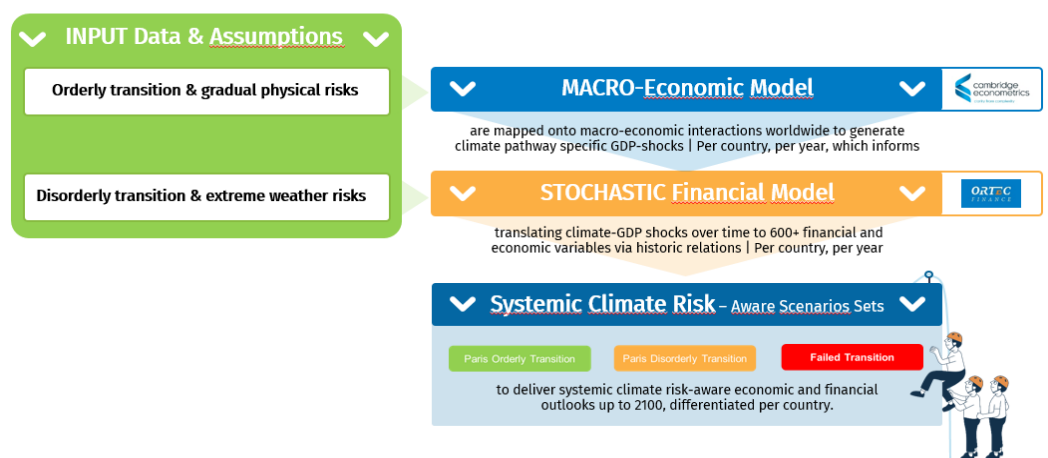 INPUT Data & Assumptions
Orderly transition & gradual physical risks
Disorderly transition & extreme weather risks
MACRO-Economic Model
cambridge
econometrics
are mapped onto macro-economic interactions worldwide to generate
climate pathway specific GDP-shocks | Per country, per year, which informs
STOCHASTIC Financial Model
ORTEC
FINANCE
translating climate-GDP shocks over time to 600+ financial and
economic variables via historic relations | Per country, per year
Systemic Climate Risk – Aware Scenarios Sets
Paris Orderly Transition
Paris Disorderly Transition
Failed Transition
to deliver systemic climate risk-aware economic and financial
outlooks up to 2100, differentiated per country.